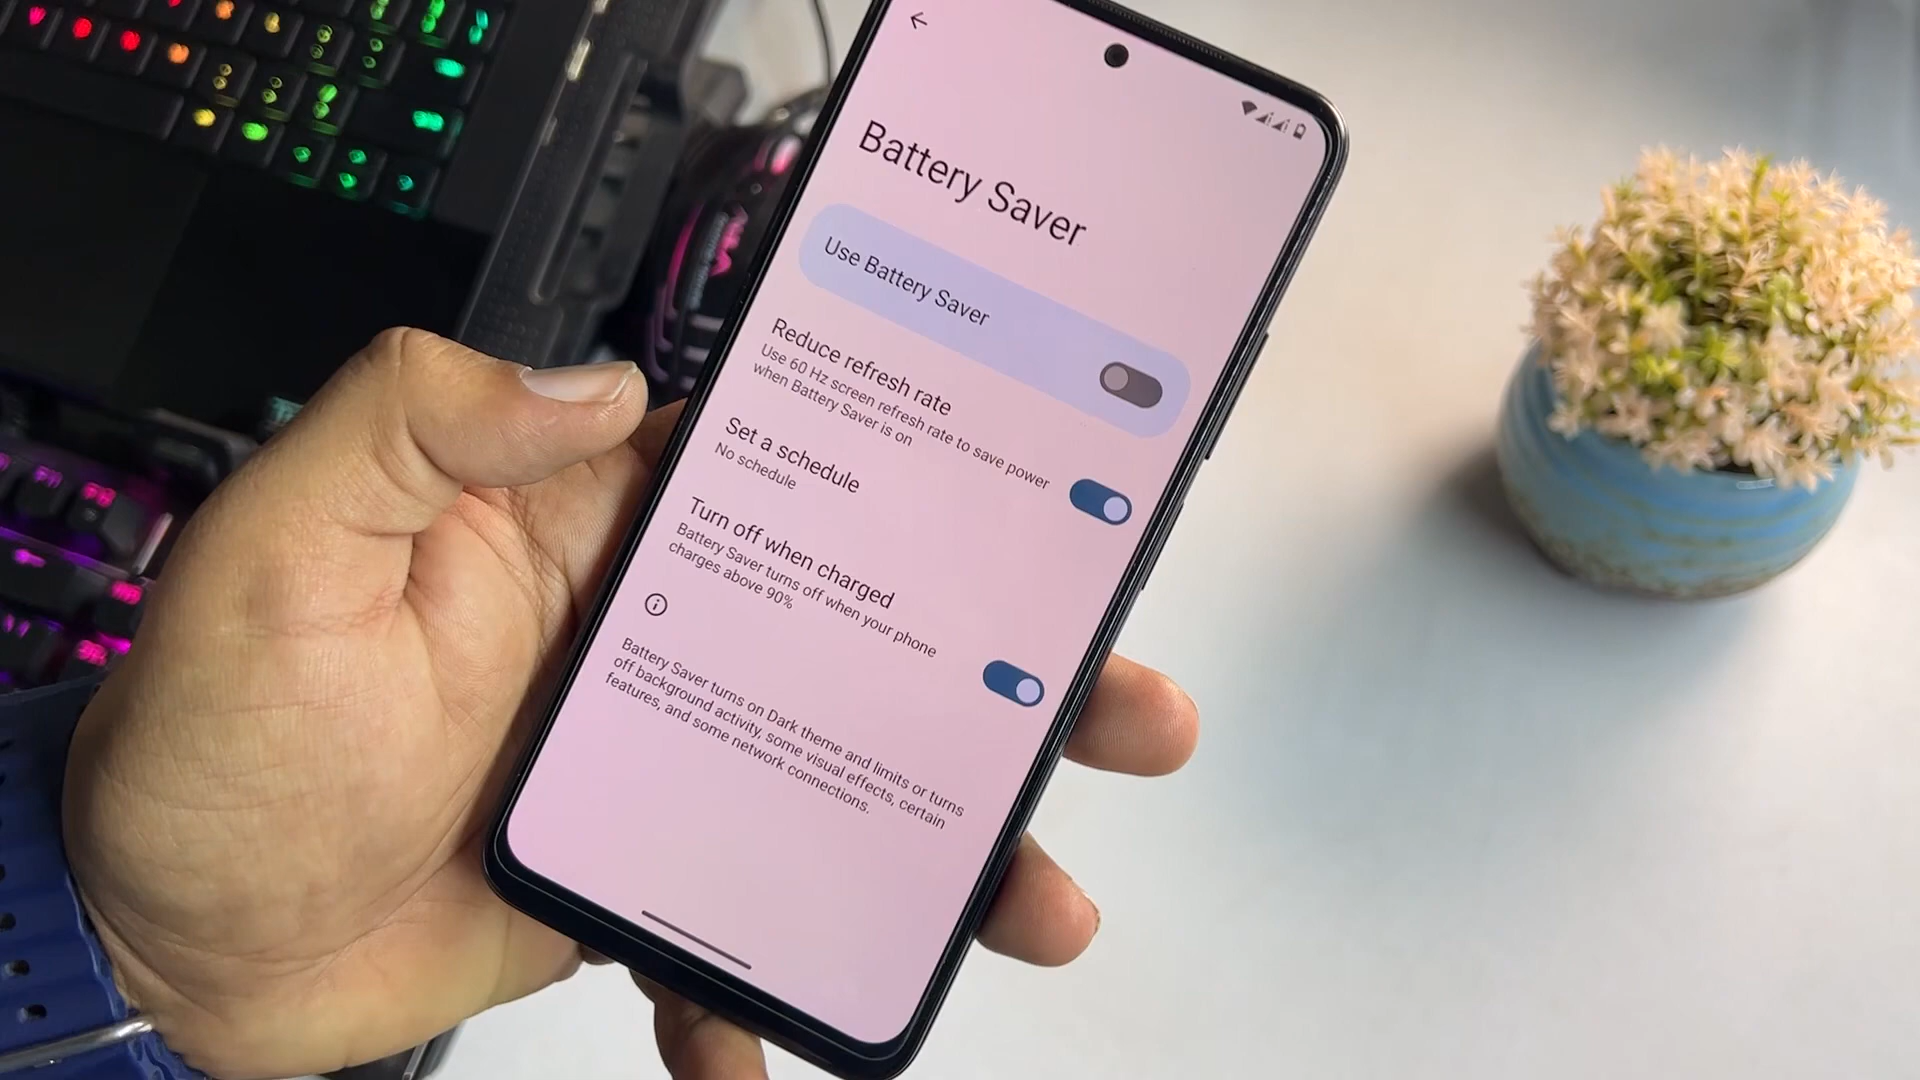 Battery Saver
Use Battery Saver
Reduce refresh rate
Use 60 Hz screen refresh rate to save power
when Battery Saver is on
Set a schedule
No schedule
Turn off when charged
Battery Saver turns off when your phone
charges above 90%
Battery Saver turns on Dark theme and limits or turns
off background activity, some visual effects, certain
features, and some network connections.